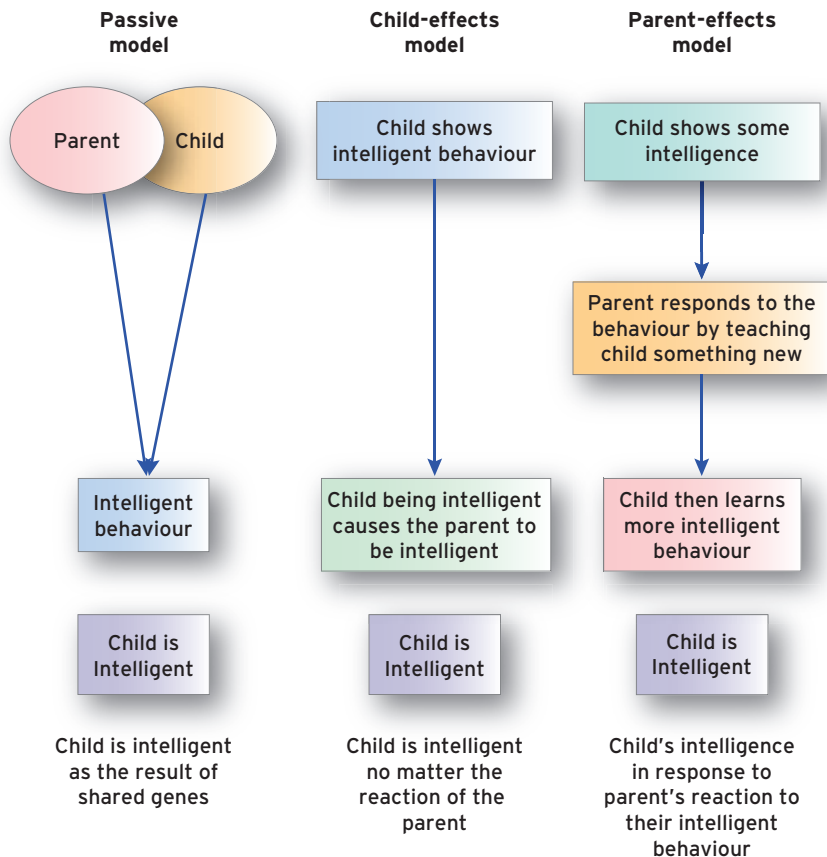 Passive
model
Parent
Child
Intelligent
behaviour
Child is
Intelligent
Child is intelligent
as the result of
shared genes
Child-effects
model
Child shows
intelligent behaviour
Child being intelligent
causes the parent to
be intelligent
Child is
Intelligent
Child is intelligent
no matter the
reaction of the
parent
Parent-effects
model
Child shows some
intelligence
Parent responds to the
behaviour by teaching
child something new
Child then learns
more intelligent
behaviour
Child is
Intelligent
Child's intelligence
in response to
parent's reaction to
their intelligent
behaviour